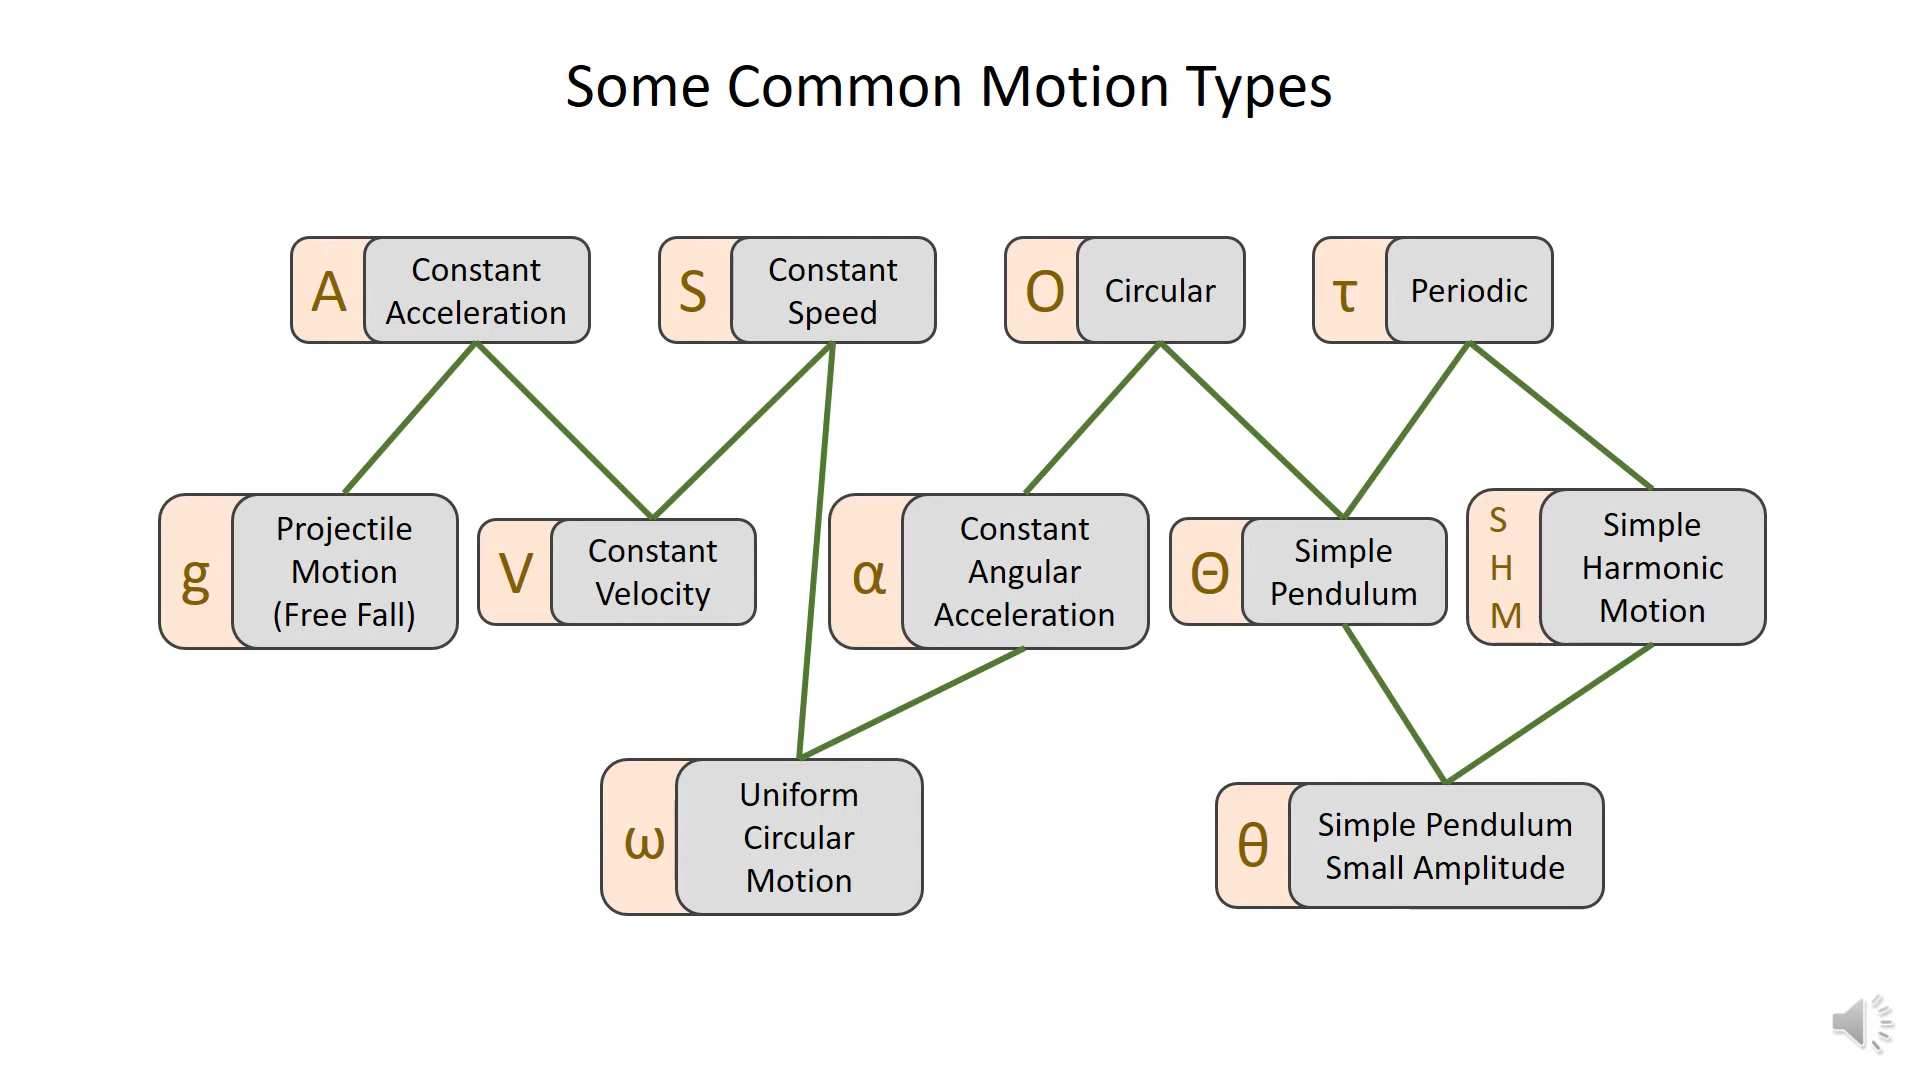 Some Common Motion Types
A
Constant
Acceleration
S
Constant
Speed
O
Circular
τ
Periodic
g
Projectile
Motion
(Free Fall)
V
Constant
Velocity
α
Constant
Angular
Acceleration
Θ
Simple
Pendulum
S
H
M
Simple
Harmonic
Motion
ω
Uniform
Circular
Motion
θ
Simple Pendulum
Small Amplitude